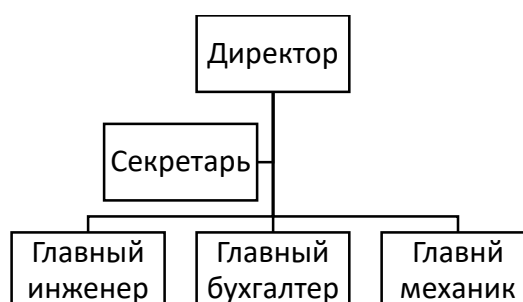 Директор
Секретарь
Главный
инженер
Главный
бухгалтер
Главнй
механик